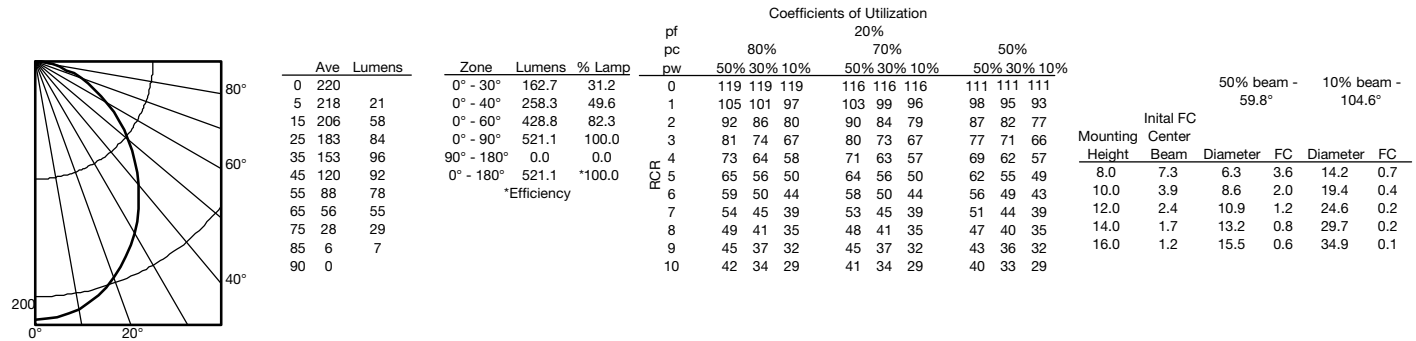 80°
60°
40°
200
0° 20°
Ave Lumens
0 220
5 218 21
15 206 58
25 183 84
35 153 96
45 120 92
55 88 78
65 56 55
75 28 29
85 6 7
90 0
Zone Lumens % Lamp
0° - 30° 162.7 31.2
0° - 40° 258.3 49.6
0° - 60° 428.8 82.3
0° - 90° 521.1 100.0
90° - 180° 0.0 0.0
0° - 180° 521.1 *100.0
*Efficiency
Coefficients of Utilization
pf 20%
pc 80% 70% 50%
pw 50% 30% 10% 50% 30% 10% 50% 30% 10%
RCR
0 119 119 119 116 116 116 111 111 111
1 105 101 97 103 99 96 98 95 93
2 92 86 80 90 84 79 87 82 77
3 81 74 67 80 73 67 77 71 66
4 73 64 58 71 63 57 69 62 57
5 65 56 50 64 56 50 62 55 49
6 59 50 44 58 50 44 56 49 43
7 54 45 39 53 45 39 51 44 39
8 49 41 35 48 41 35 47 40 35
9 45 37 32 45 37 32 43 36 32
10 42 34 29 41 34 29 40 33 29
50% beam - 10% beam -
59.8° 104.6°
Inital FC
Mounting Center
Height Beam Diameter FC Diameter FC
8.0 7.3 6.3 3.6 14.2 0.7
10.0 3.9 8.6 2.0 19.4 0.4
12.0 2.4 10.9 1.2 24.6 0.2
14.0 1.7 13.2 0.8 29.7 0.2
16.0 1.2 15.5 0.6 34.9 0.1